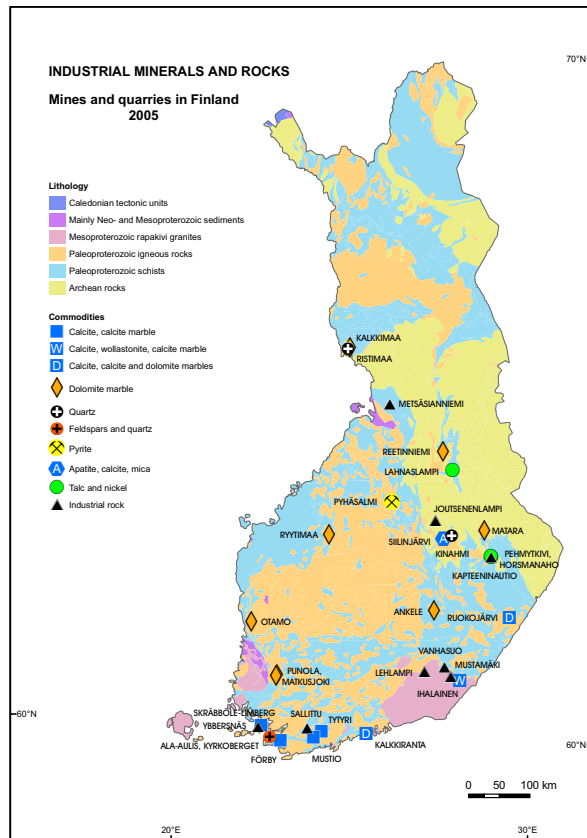 70°N
INDUSTRIAL MINERALS AND ROCKS
Mines and quarries in Finland
2005
Lithology
Caledonian tectonic units
Mainly Neo- and Mesoproterozoic sediments
Mesoproterozoic rapakivi granites
Paleoproterozoic igneous rocks
Paleoproterozoic schists
Archean rocks
Commodities
Calcite, calcite marble
W Calcite, wollastonite, calcite marble
D Calcite, calcite and dolomite marbles
Dolomite marble
Quartz
Feldspars and quartz
Pyrite
A Apatite, calcite, mica
Talc and nickel
Industrial rock
KALKKIMAA
RISTIMAA
METSÄSIANNIEMI
REETINNIEMI
LAHNASLAMPI
PYHÄSALMI
JOUTSENENLAMPI
RYYTIMAA
MATARA
SIILINJÄRVI
A
KINAHMI
PEHMYTKIVI,
HORSMANAHO
KAPTEENINAUTIO
ANKELE
RUOKOJÄRVI
D
OTAMO
VANHASUO
MUSTAMÄKI
LEHLAMPI
W
PUNOLA,
MATKUSJOKI
IHALAINEN
60°N
SKRÄBBÖLE-LIMBERG
SALLITTU
YBBERSNÄS
TYTYRI
D
ALA-AULIS, KYRKOBERGET
KALKKIRANTA
60°N
FÖRBY
MUSTIO
0 50 100 km
20°E
30°E